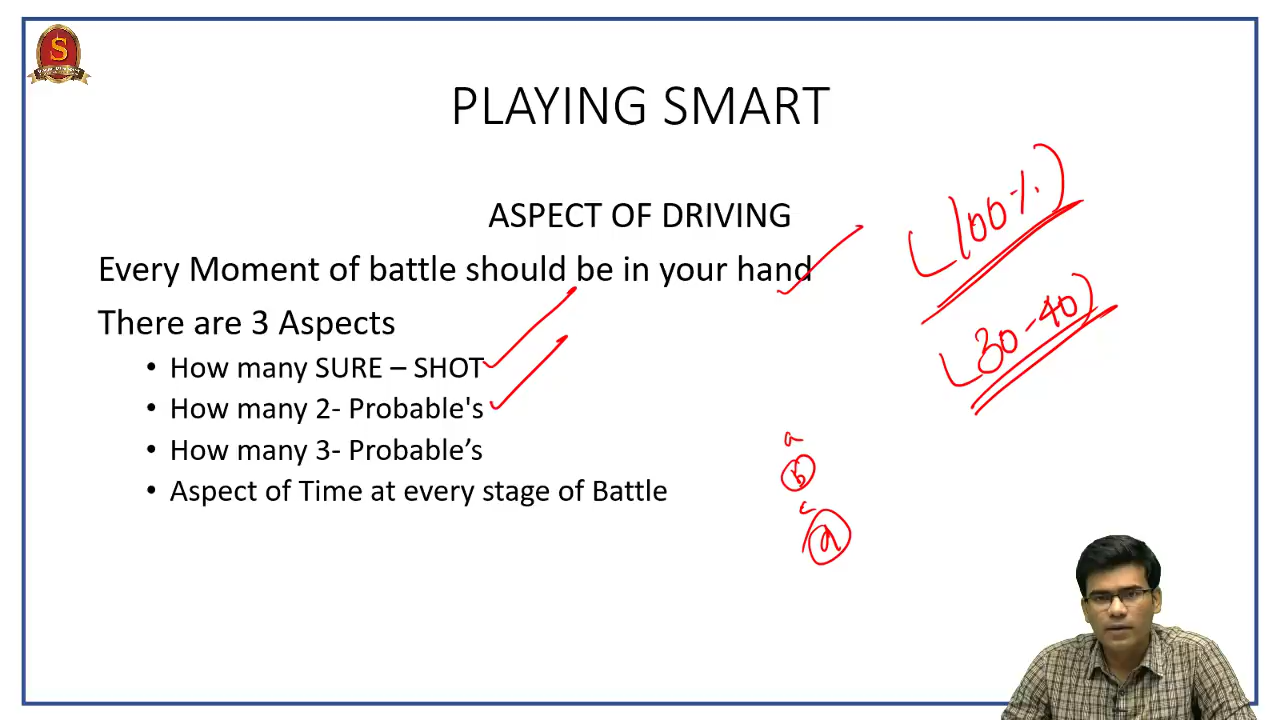 S
PLAYING SMART
ASPECT OF DRIVING
Every Moment of battle should be in your hand
There are 3 Aspects
• How many SURE – SHOT
• How many 2- Probable's
• How many 3- Probable’s
• Aspect of Time at every stage of Battle
100%
30-40
a
b
c
d